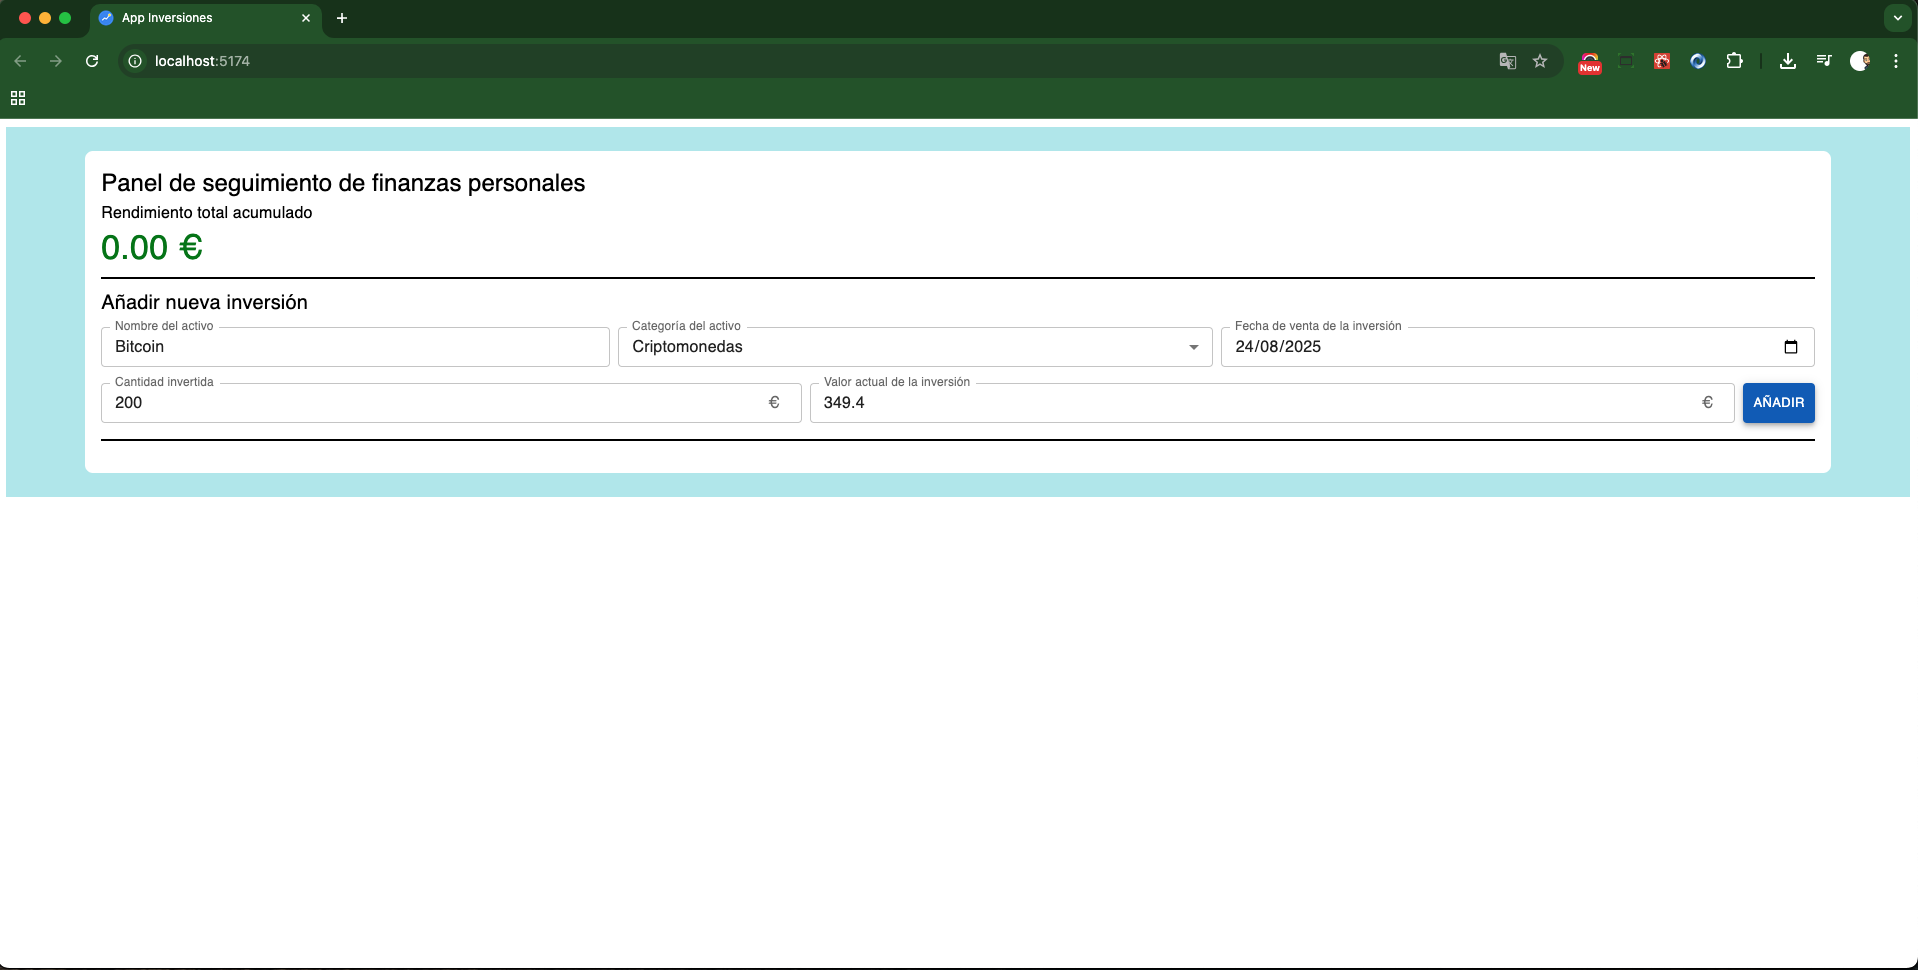 App Inversiones
localhost:5174
New
Panel de seguimiento de finanzas personales
Rendimiento total acumulado
0.00 €
Añadir nueva inversión
Nombre del activo
Bitcoin
Categoría del activo
Criptomonedas
Fecha de venta de la inversión
24/08/2025
Cantidad invertida
200 €
Valor actual de la inversión
349.4 €
AÑADIR